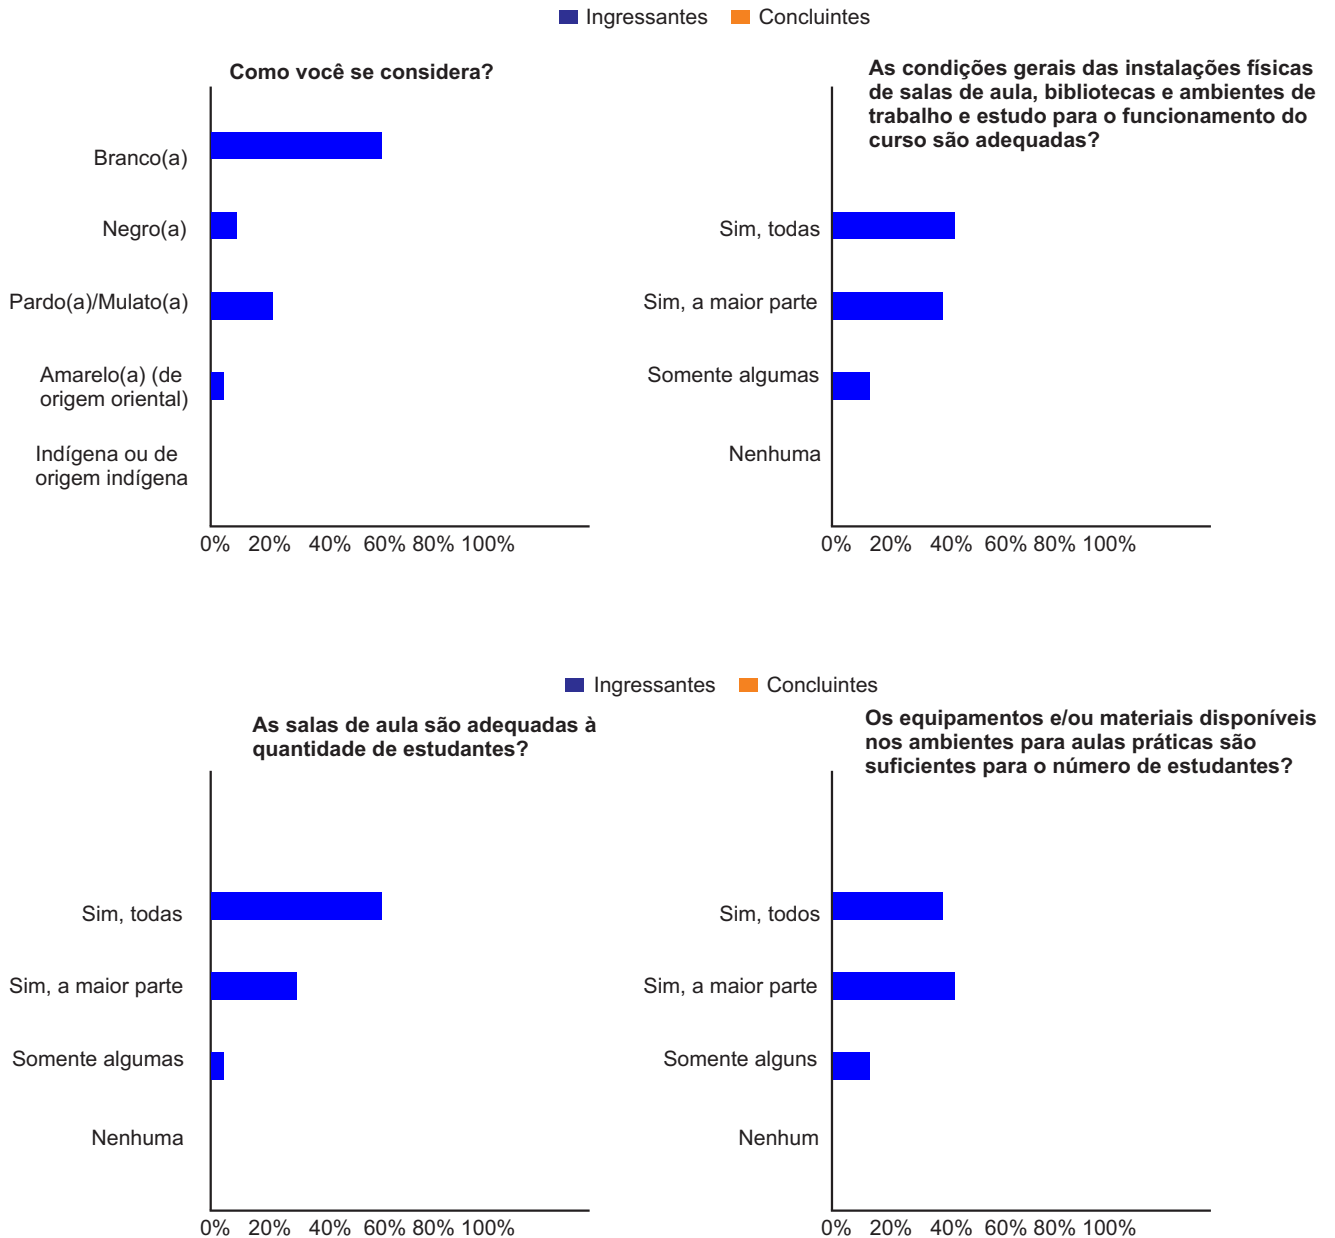 Ingressantes Concluintes
Como você se considera?
Branco(a)
Negro(a)
Pardo(a)/Mulato(a)
Amarelo(a) (de
origem oriental)
Indígena ou de
origem indígena
0% 20% 40% 60% 80% 100%
As condições gerais das instalações físicas
de salas de aula, bibliotecas e ambientes de
trabalho e estudo para o funcionamento do
curso são adequadas?
Sim, todas
Sim, a maior parte
Somente algumas
Nenhuma
0% 20% 40% 60% 80% 100%
Ingressantes Concluintes
As salas de aula são adequadas à
quantidade de estudantes?
Sim, todas
Sim, a maior parte
Somente algumas
Nenhuma
0% 20% 40% 60% 80% 100%
Os equipamentos e/ou materiais disponíveis
nos ambientes para aulas práticas são
suficientes para o número de estudantes?
Sim, todos
Sim, a maior parte
Somente alguns
Nenhum
0% 20% 40% 60% 80% 100%